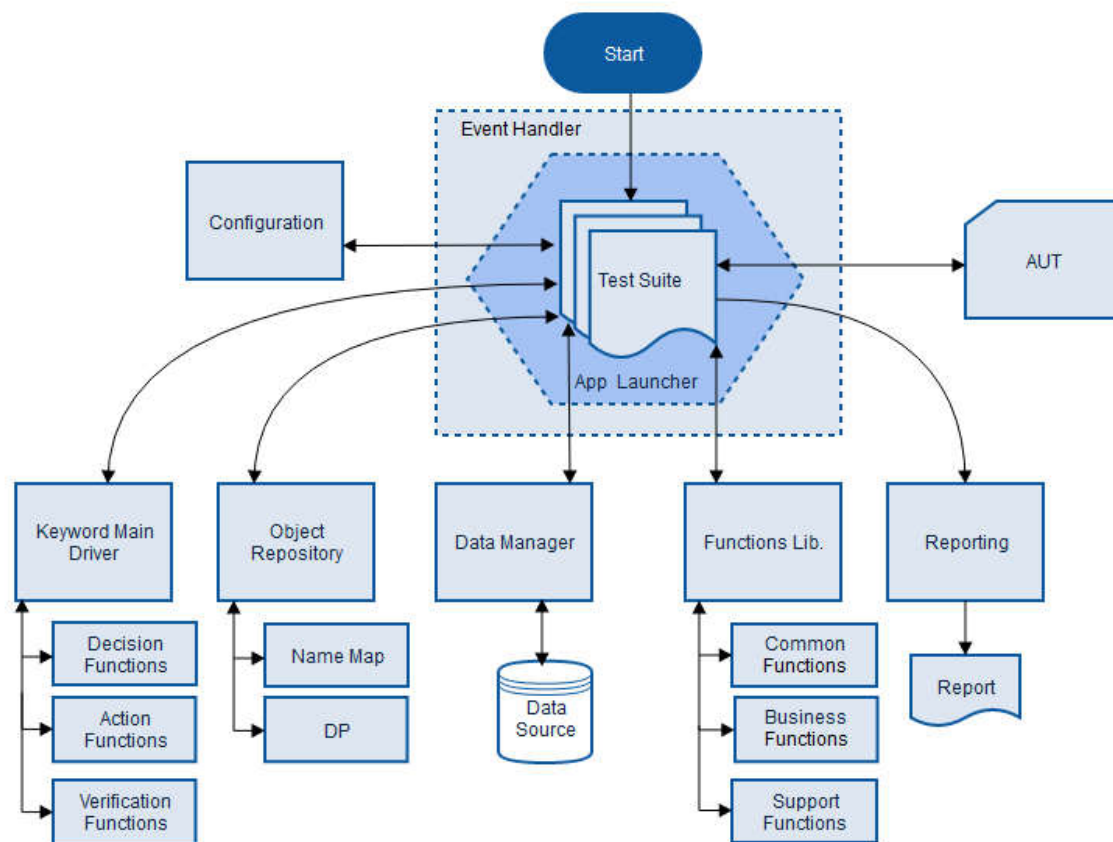 Start
Event Handler
Configuration
Test Suite
AUT
App Launcher
Keyword Main
Driver
Object
Repository
Data Manager
Functions Lib.
Reporting
Decision
Functions
Name Map
Common
Functions
Report
Action
Functions
DP
Data
Source
Business
Functions
Verification
Functions
Support
Functions